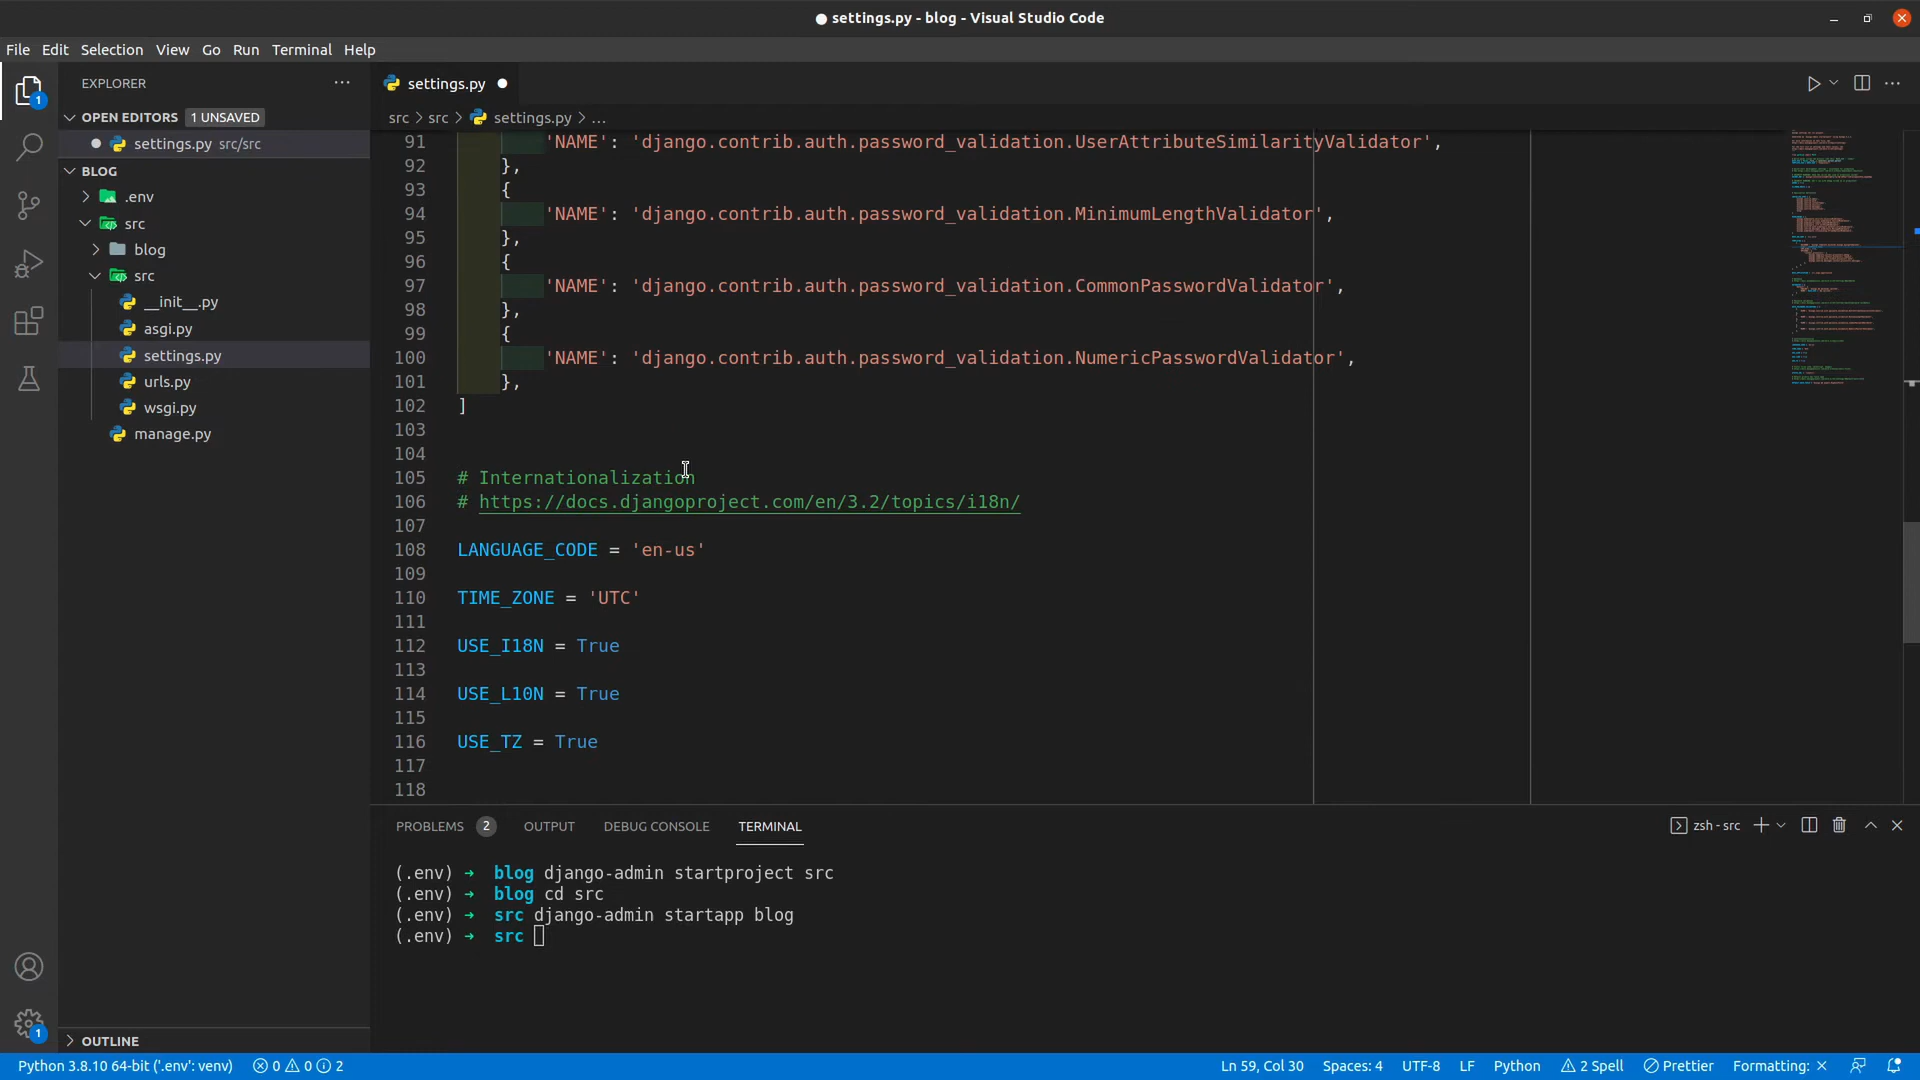 settings.py - blog - Visual Studio Code
File Edit Selection View Go Run Terminal Help
EXPLORER
OPEN EDITORS 1 UNSAVED
settings.py src/src
BLOG
.env
src
blog
src
__init__.py
asgi.py
settings.py
urls.py
wsgi.py
manage.py
OUTLINE
1
1
settings.py
src > src > settings.py > ...
91 'NAME': 'django.contrib.auth.password_validation.UserAttributeSimilarityValidator',
92 },
93 {
94 'NAME': 'django.contrib.auth.password_validation.MinimumLengthValidator',
95 },
96 {
97 'NAME': 'django.contrib.auth.password_validation.CommonPasswordValidator',
98 },
99 {
100 'NAME': 'django.contrib.auth.password_validation.NumericPasswordValidator',
101 },
102 ]
103
104
105 # Internationalization
106 # https://docs.djangoproject.com/en/3.2/topics/i18n/
107
108 LANGUAGE_CODE = 'en-us'
109
110 TIME_ZONE = 'UTC'
111
112 USE_I18N = True
113
114 USE_L10N = True
115
116 USE_TZ = True
117
118
PROBLEMS 2 OUTPUT DEBUG CONSOLE TERMINAL
zsh - src
(.env) → blog django-admin startproject src
(.env) → blog cd src
(.env) → src django-admin startapp blog
(.env) → src
Python 3.8.10 64-bit ('.env': venv) 0 0 2 Ln 59, Col 30 Spaces: 4 UTF-8 LF Python 2 Spell Prettier Formatting: ×